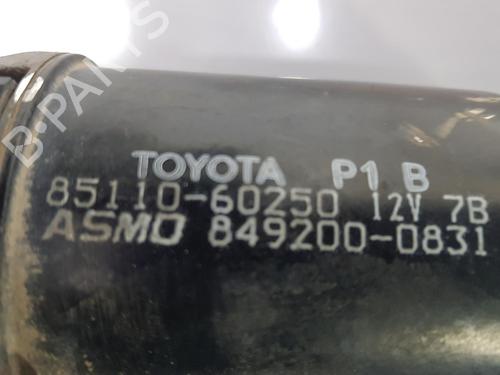 B-PARTS
TOYOTA P1 B
85110-60250 12V 7B
ASMO 849200-0831